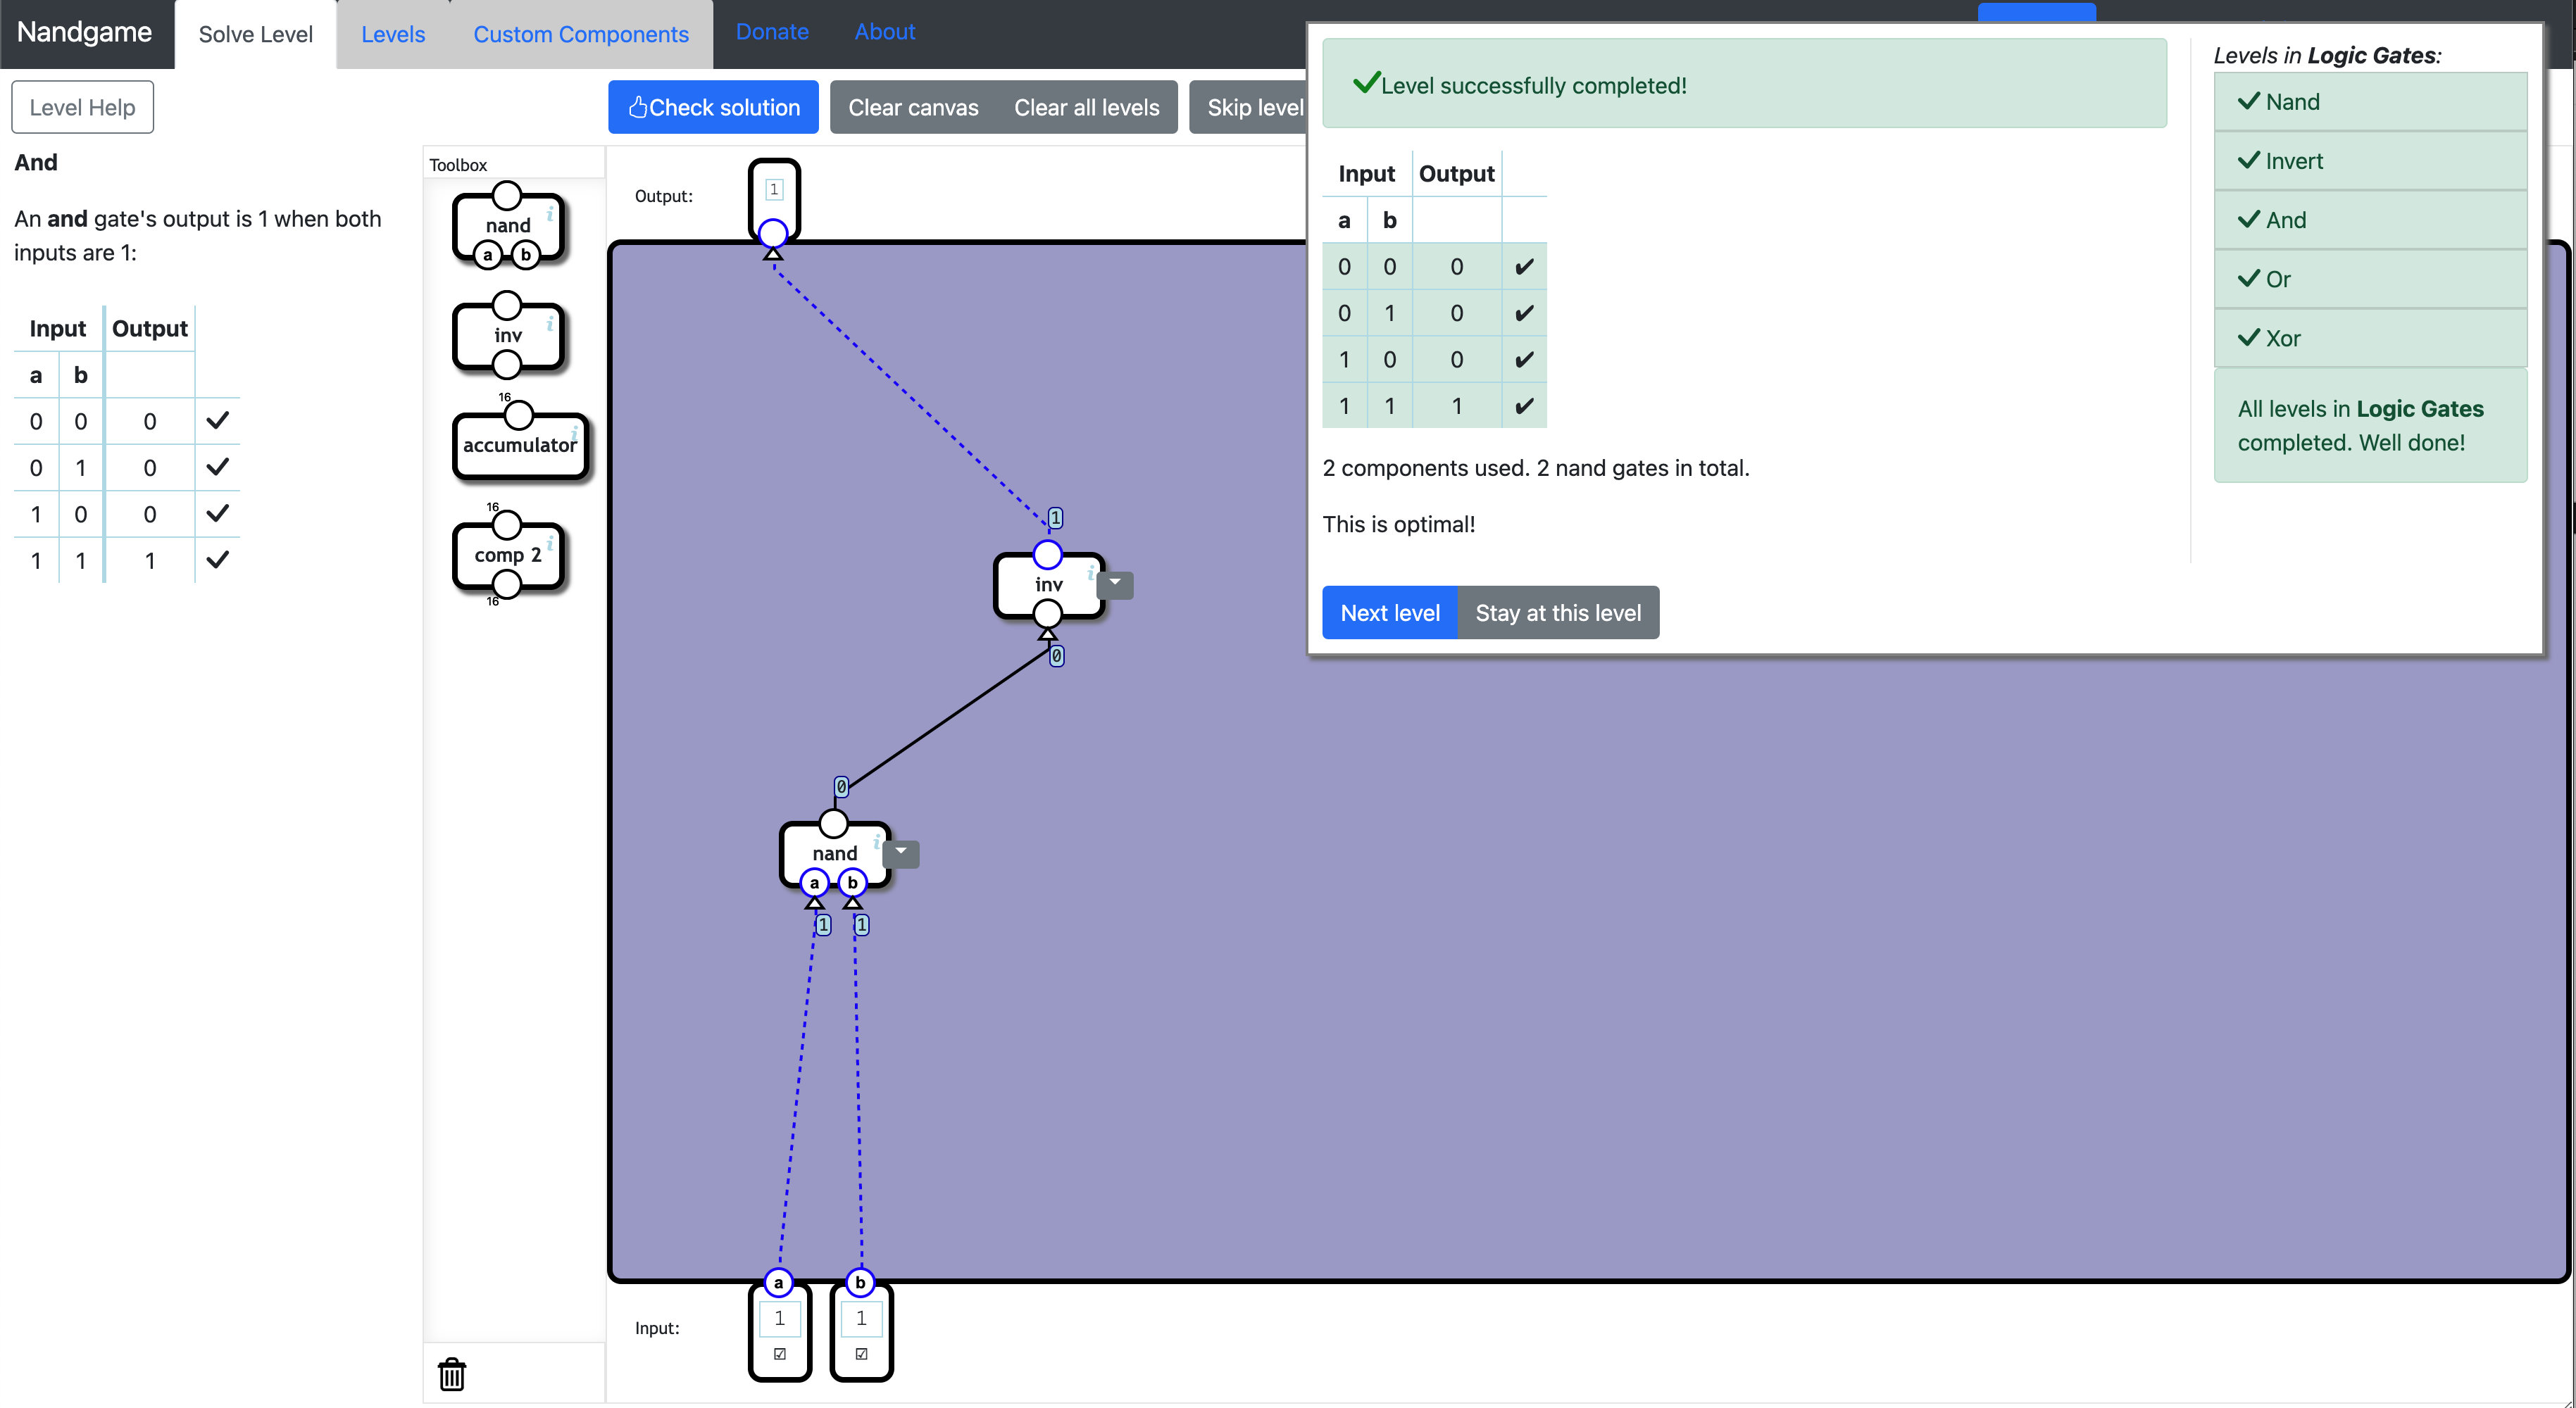 Nandgame
Solve Level
Levels
Custom Components
Donate
About
Level Help
Check solution
Clear canvas
Clear all levels
Skip level
And
An and gate's output is 1 when both
inputs are 1:
Input Output
a b
0 0 0 ✓
0 1 0 ✓
1 0 0 ✓
1 1 1 ✓
Toolbox
nand i
a b
inv i
16
accumulator i
16
comp 2 i
16
Output:
1
1
inv i
0
0
nand i
a b
1 1
a b
Input:
1 1
☑ ☑
✓Level successfully completed!
Input Output
a b
0 0 0 ✔
0 1 0 ✔
1 0 0 ✔
1 1 1 ✔
2 components used. 2 nand gates in total.
This is optimal!
Next level
Stay at this level
Levels in Logic Gates:
✓ Nand
✓ Invert
✓ And
✓ Or
✓ Xor
All levels in Logic Gates
completed. Well done!